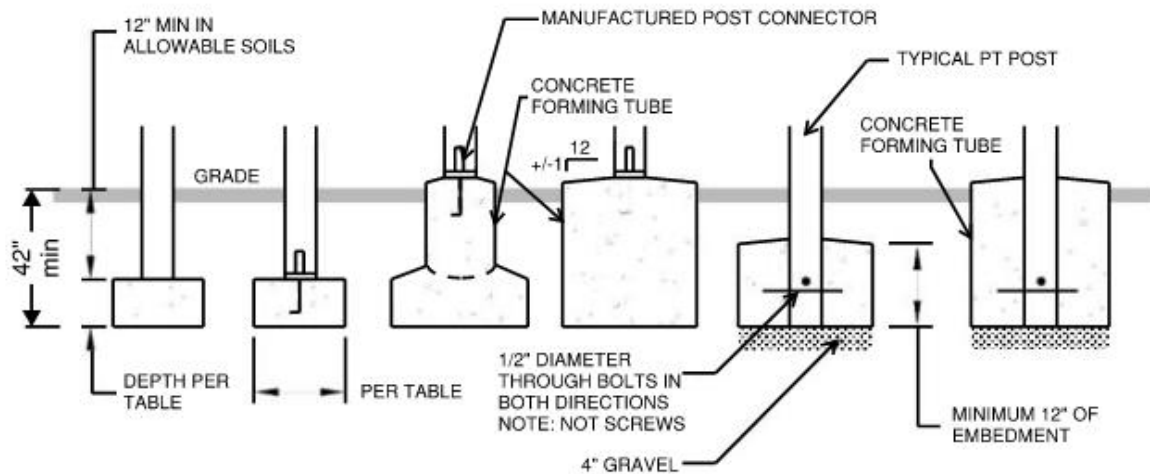 12" MIN IN
ALLOWABLE SOILS
MANUFACTURED POST CONNECTOR
TYPICAL PT POST
CONCRETE
FORMING TUBE
CONCRETE
FORMING TUBE
12
+/-1
GRADE
42"
min
DEPTH PER
TABLE
PER TABLE
1/2" DIAMETER
THROUGH BOLTS IN
BOTH DIRECTIONS
NOTE: NOT SCREWS
MINIMUM 12" OF
EMBEDMENT
4" GRAVEL